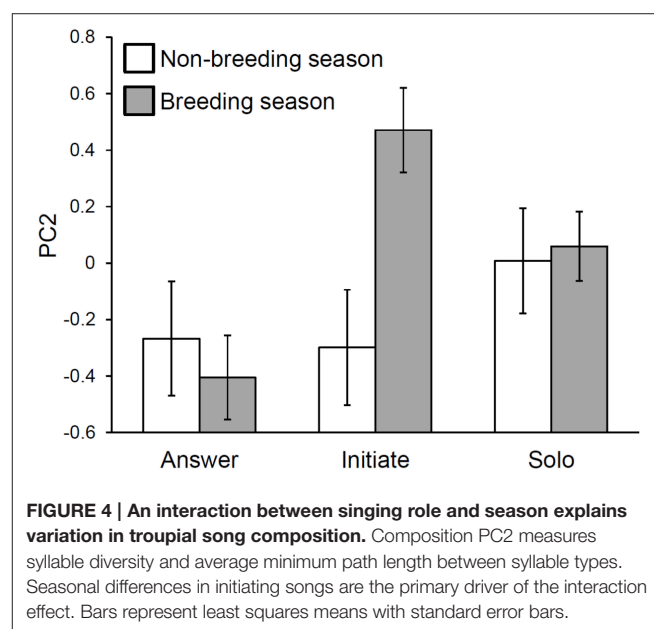 0.8
Non-breeding season
0.6
Breeding season
0.4
0.2
PC2
0
-0.2
-0.4
-0.6
Answer Initiate Solo
FIGURE 4 | An interaction between singing role and season explains
variation in troupial song composition. Composition PC2 measures
syllable diversity and average minimum path length between syllable types.
Seasonal differences in initiating songs are the primary driver of the interaction
effect. Bars represent least squares means with standard error bars.